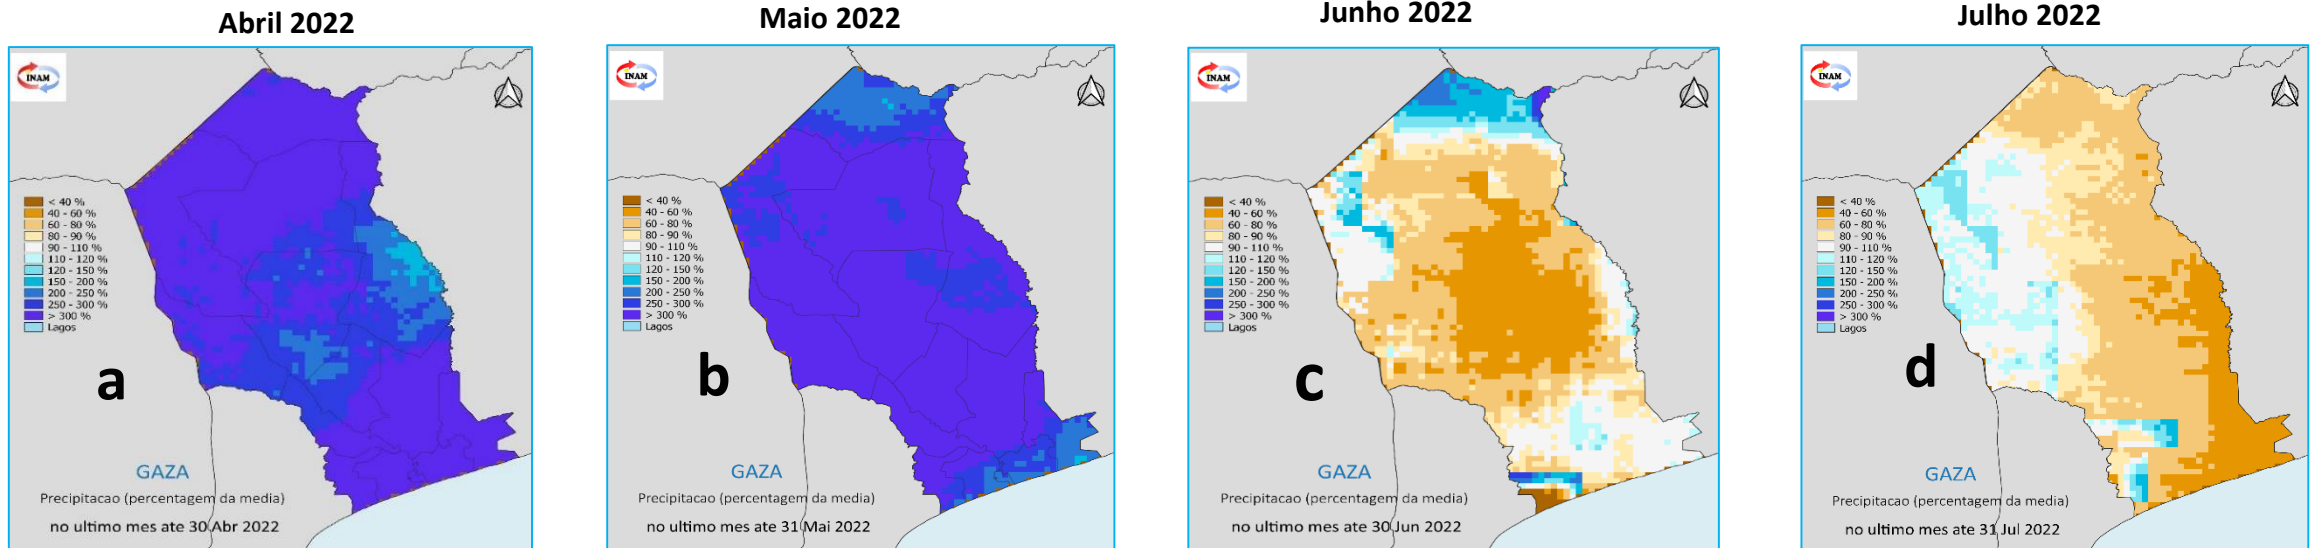 Abril 2022
INAM
< 40 %
40 - 60 %
60 - 80 %
80 - 90 %
90 - 110 %
110 - 120 %
120 - 150 %
150 - 200 %
200 - 250 %
250 - 300 %
> 300 %
Lagos
a
GAZA
Precipitacao (percentagem da media)
no ultimo mes ate 30 Abr 2022
Maio 2022
INAM
< 40 %
40 - 60 %
60 - 80 %
80 - 90 %
90 - 110 %
110 - 120 %
120 - 150 %
150 - 200 %
200 - 250 %
250 - 300 %
> 300 %
Lagos
b
GAZA
Precipitacao (percentagem da media)
no ultimo mes ate 31 Mai 2022
Junho 2022
INAM
< 40 %
40 - 60 %
60 - 80 %
80 - 90 %
90 - 110 %
110 - 120 %
120 - 150 %
150 - 200 %
200 - 250 %
250 - 300 %
> 300 %
Lagos
c
GAZA
Precipitacao (percentagem da media)
no ultimo mes ate 30 Jun 2022
Julho 2022
INAM
< 40 %
40 - 60 %
60 - 80 %
80 - 90 %
90 - 110 %
110 - 120 %
120 - 150 %
150 - 200 %
200 - 250 %
250 - 300 %
> 300 %
Lagos
d
GAZA
Precipitacao (percentagem da media)
no ultimo mes ate 31 Jul 2022